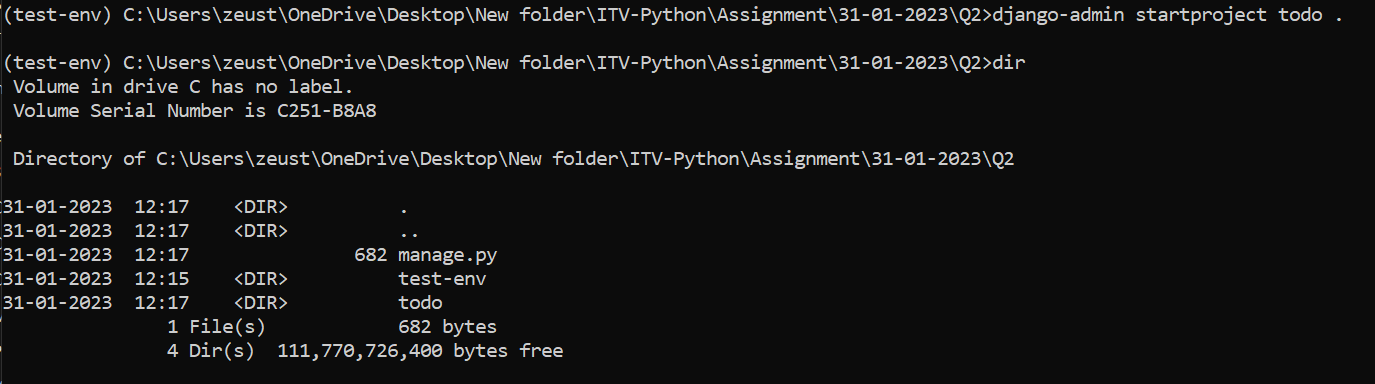 (test-env) C:\Users\zeust\OneDrive\Desktop\New folder\ITV-Python\Assignment\31-01-2023\Q2>django-admin startproject todo .
(test-env) C:\Users\zeust\OneDrive\Desktop\New folder\ITV-Python\Assignment\31-01-2023\Q2>dir
Volume in drive C has no label.
Volume Serial Number is C251-B8A8
Directory of C:\Users\zeust\OneDrive\Desktop\New folder\ITV-Python\Assignment\31-01-2023\Q2
31-01-2023  12:17    <DIR>          .
31-01-2023  12:17    <DIR>          ..
31-01-2023  12:17               682 manage.py
31-01-2023  12:15    <DIR>          test-env
31-01-2023  12:17    <DIR>          todo
1 File(s)            682 bytes
4 Dir(s)  111,770,726,400 bytes free